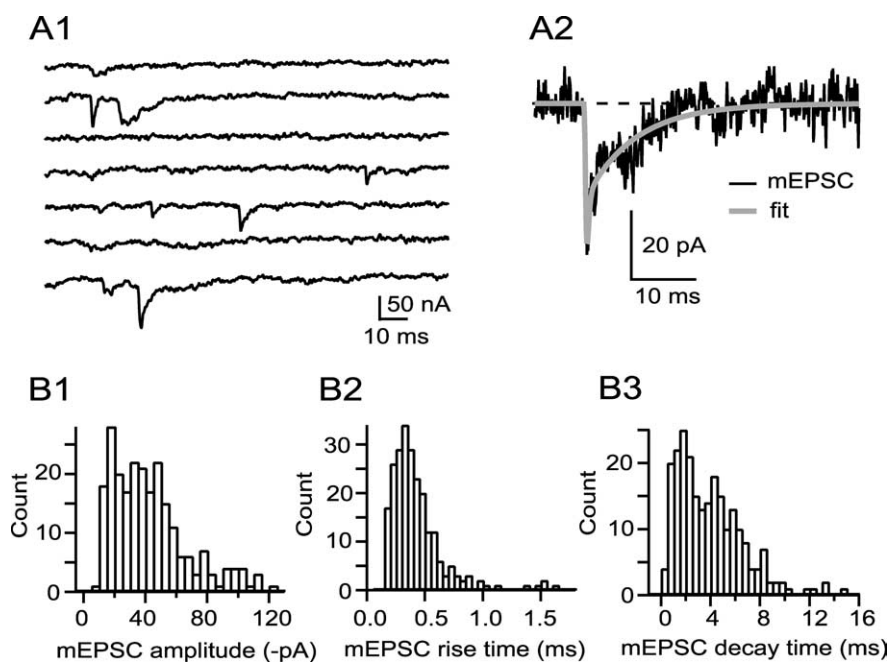 A1
A2
mEPSC
fit
20 pA
10 ms
50 nA
10 ms
B1
B2
B3
Count
20
10
0
0 40 80 120
mEPSC amplitude (-pA)
Count
30
20
10
0
0.0 0.5 1.0 1.5
mEPSC rise time (ms)
Count
20
10
0
0 4 8 12 16
mEPSC decay time (ms)